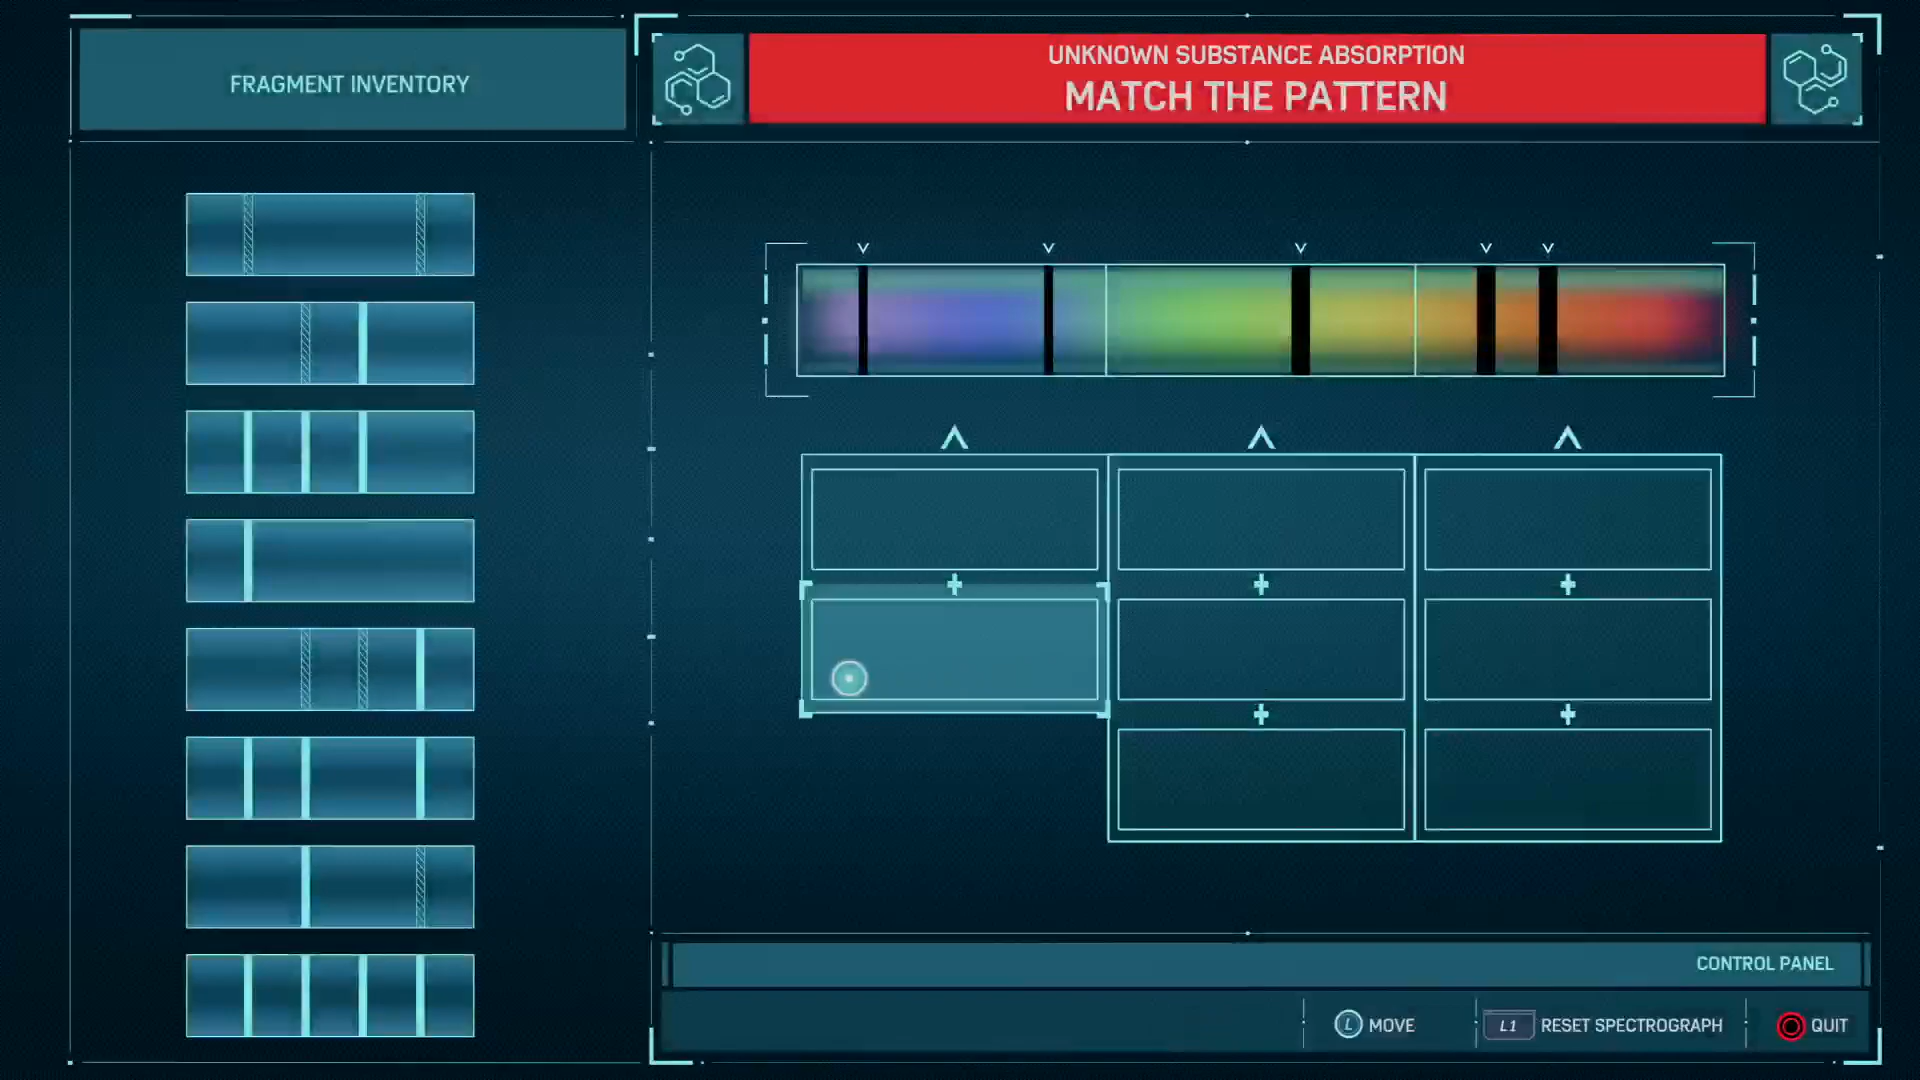 FRAGMENT INVENTORY
UNKNOWN SUBSTANCE ABSORPTION
MATCH THE PATTERN
CONTROL PANEL
L MOVE
L1 RESET SPECTROGRAPH
QUIT